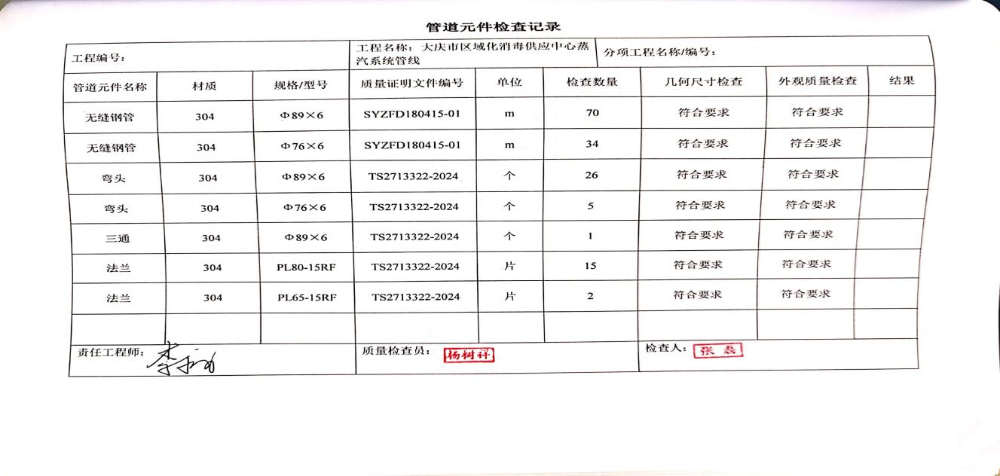 管道元件检查记录
工程编号： 工程名称：大庆市区域化消毒供应中心蒸 分项工程名称/编号：
汽系统管线
管道元件名称 材质 规格/型号 质量证明文件编号 单位 检查数量 几何尺寸检查 外观质量检查 结果
无缝钢管 304 Φ89×6 SYZFD180415-01 m 70 符合要求 符合要求
无缝钢管 304 Φ76×6 SYZFD180415-01 m 34 符合要求 符合要求
弯头 304 Φ89×6 TS2713322-2024 个 26 符合要求 符合要求
弯头 304 Φ76×6 TS2713322-2024 个 5 符合要求 符合要求
三通 304 Φ89×6 TS2713322-2024 个 1 符合要求 符合要求
法兰 304 PL80-15RF TS2713322-2024 片 15 符合要求 符合要求
法兰 304 PL65-15RF TS2713322-2024 片 2 符合要求 符合要求
责任工程师： 质量检查员： 杨树祥 检查人： 张磊